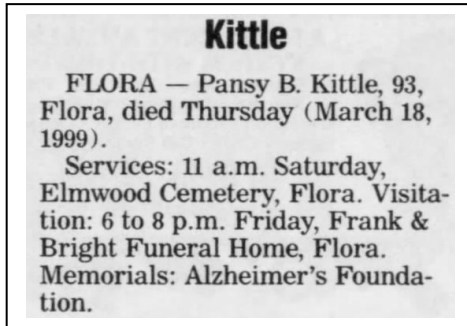 Kittle
FLORA — Pansy B. Kittle, 93,
Flora, died Thursday (March 18,
1999).
Services: 11 a.m. Saturday,
Elmwood Cemetery, Flora. Visita-
tion: 6 to 8 p.m. Friday, Frank &
Bright Funeral Home, Flora.
Memorials: Alzheimer's Founda-
tion.